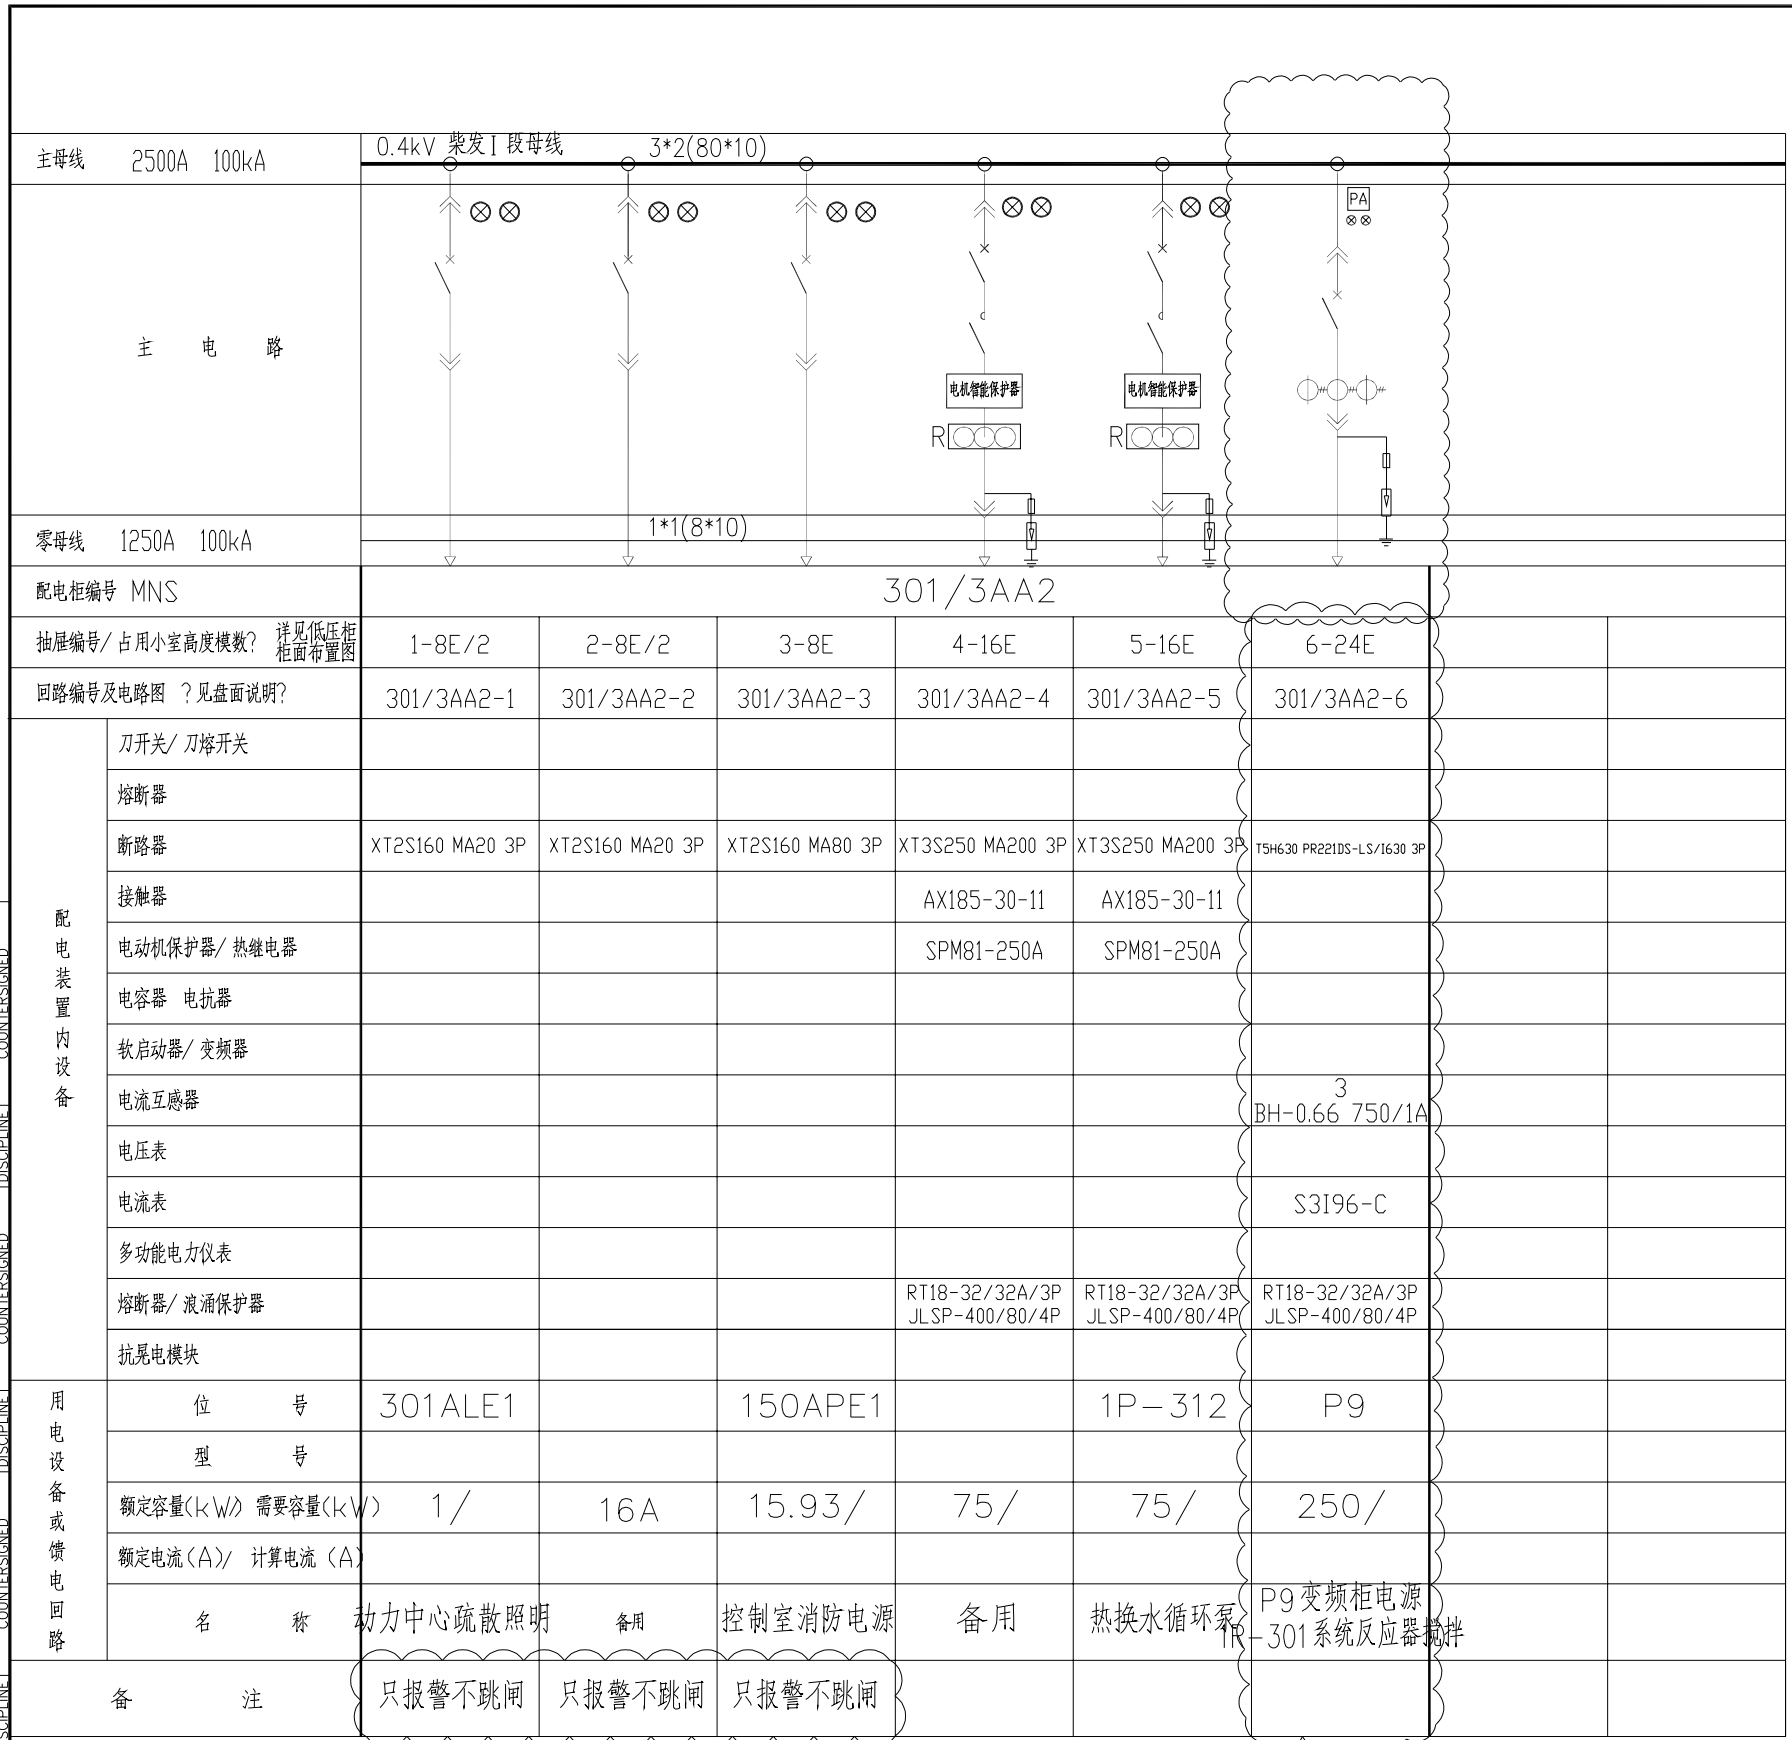 主母线 2500A 100kA
0.4kV 柴发I段母线 3*2(80*10)
PA
主 电 路
电机智能保护器 电机智能保护器
R R
零母线 1250A 100kA 1*1(8*10)
配电柜编号 MNS 301/3AA2
抽屉编号/占用小室高度模数? 详见低压柜
柜面布置图
1-8E/2 2-8E/2 3-8E 4-16E 5-16E 6-24E
回路编号及电路图 ?见盘面说明? 301/3AA2-1 301/3AA2-2 301/3AA2-3 301/3AA2-4 301/3AA2-5 301/3AA2-6
配电装置内设备
刀开关/刀熔开关
熔断器
断路器 XT2S160 MA20 3P XT2S160 MA20 3P XT2S160 MA80 3P XT3S250 MA200 3P XT3S250 MA200 3P T5H630 PR221DS-LS/I630 3P
接触器 AX185-30-11 AX185-30-11
电动机保护器/热继电器 SPM81-250A SPM81-250A
电容器 电抗器
软启动器/变频器
电流互感器 3
BH-0.66 750/1A
电压表
电流表 S3I96-C
多功能电力仪表
熔断器/浪涌保护器 RT18-32/32A/3P RT18-32/32A/3P RT18-32/32A/3P
JLSP-400/80/4P JLSP-400/80/4P JLSP-400/80/4P
抗晃电模块
用电设备或馈电回路
位 号 301ALE1 150APE1 1P-312 P9
型 号
额定容量(kW) 需要容量(kW) 1/ 16A 15.93/ 75/ 75/ 250/
额定电流(A)/ 计算电流(A)
名 称 动力中心疏散照明 备用 控制室消防电源 备用 热换水循环泵 P9变频柜电源
1R-301系统反应器搅拌
备 注 只报警不跳闸 只报警不跳闸 只报警不跳闸
COUNTERSIGNED
DISCIPLINE
COUNTERSIGNED
DISCIPLINE
COUNTERSIGNED